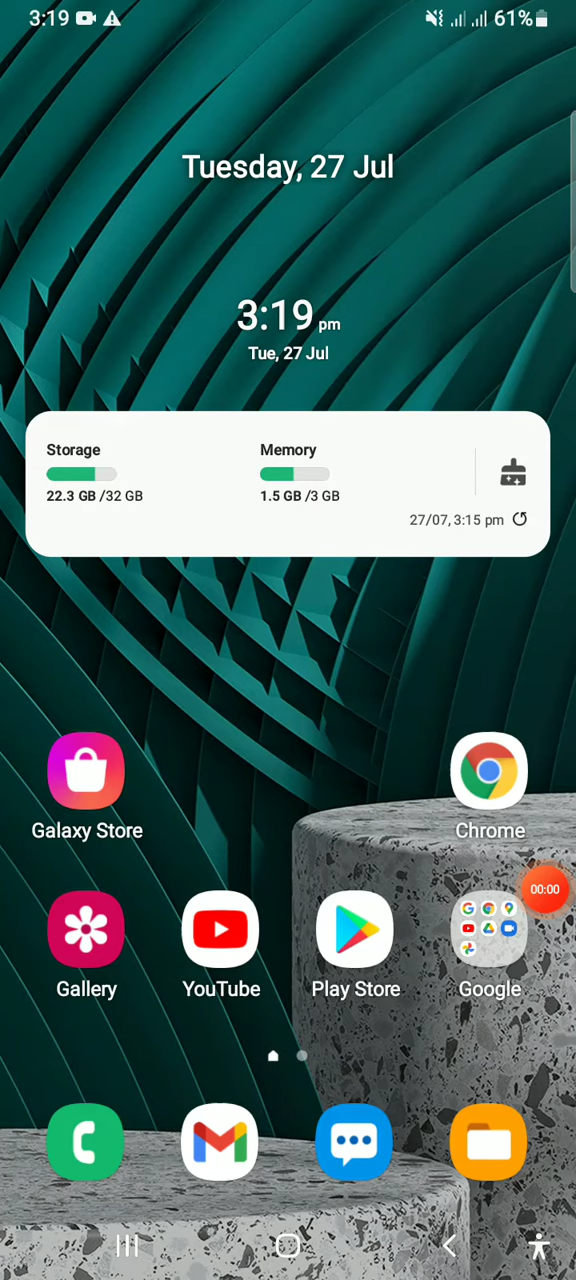 3:19 61%
Tuesday, 27 Jul
3:19 pm
Tue, 27 Jul
Storage Memory
22.3 GB /32 GB 1.5 GB /3 GB
27/07, 3:15 pm
Galaxy Store Chrome
00:00
Gallery YouTube Play Store Google